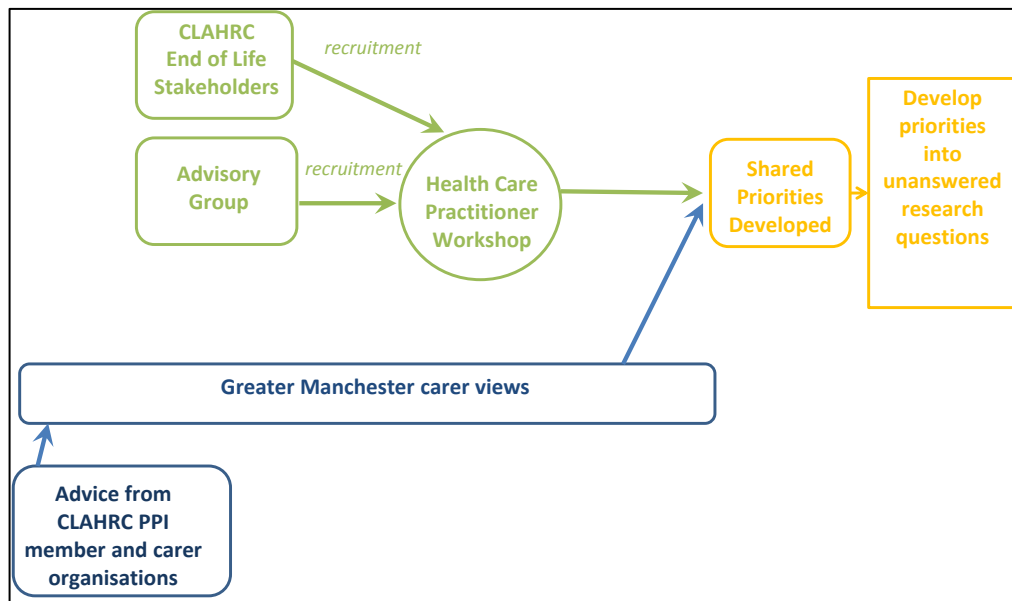 CLAHRC
End of Life
Stakeholders
recruitment
Advisory
Group
recruitment
Health Care
Practitioner
Workshop
Shared
Priorities
Developed
Develop
priorities
into
unanswered
research
questions
Greater Manchester carer views
Advice from
CLAHRC PPI
member and carer
organisations